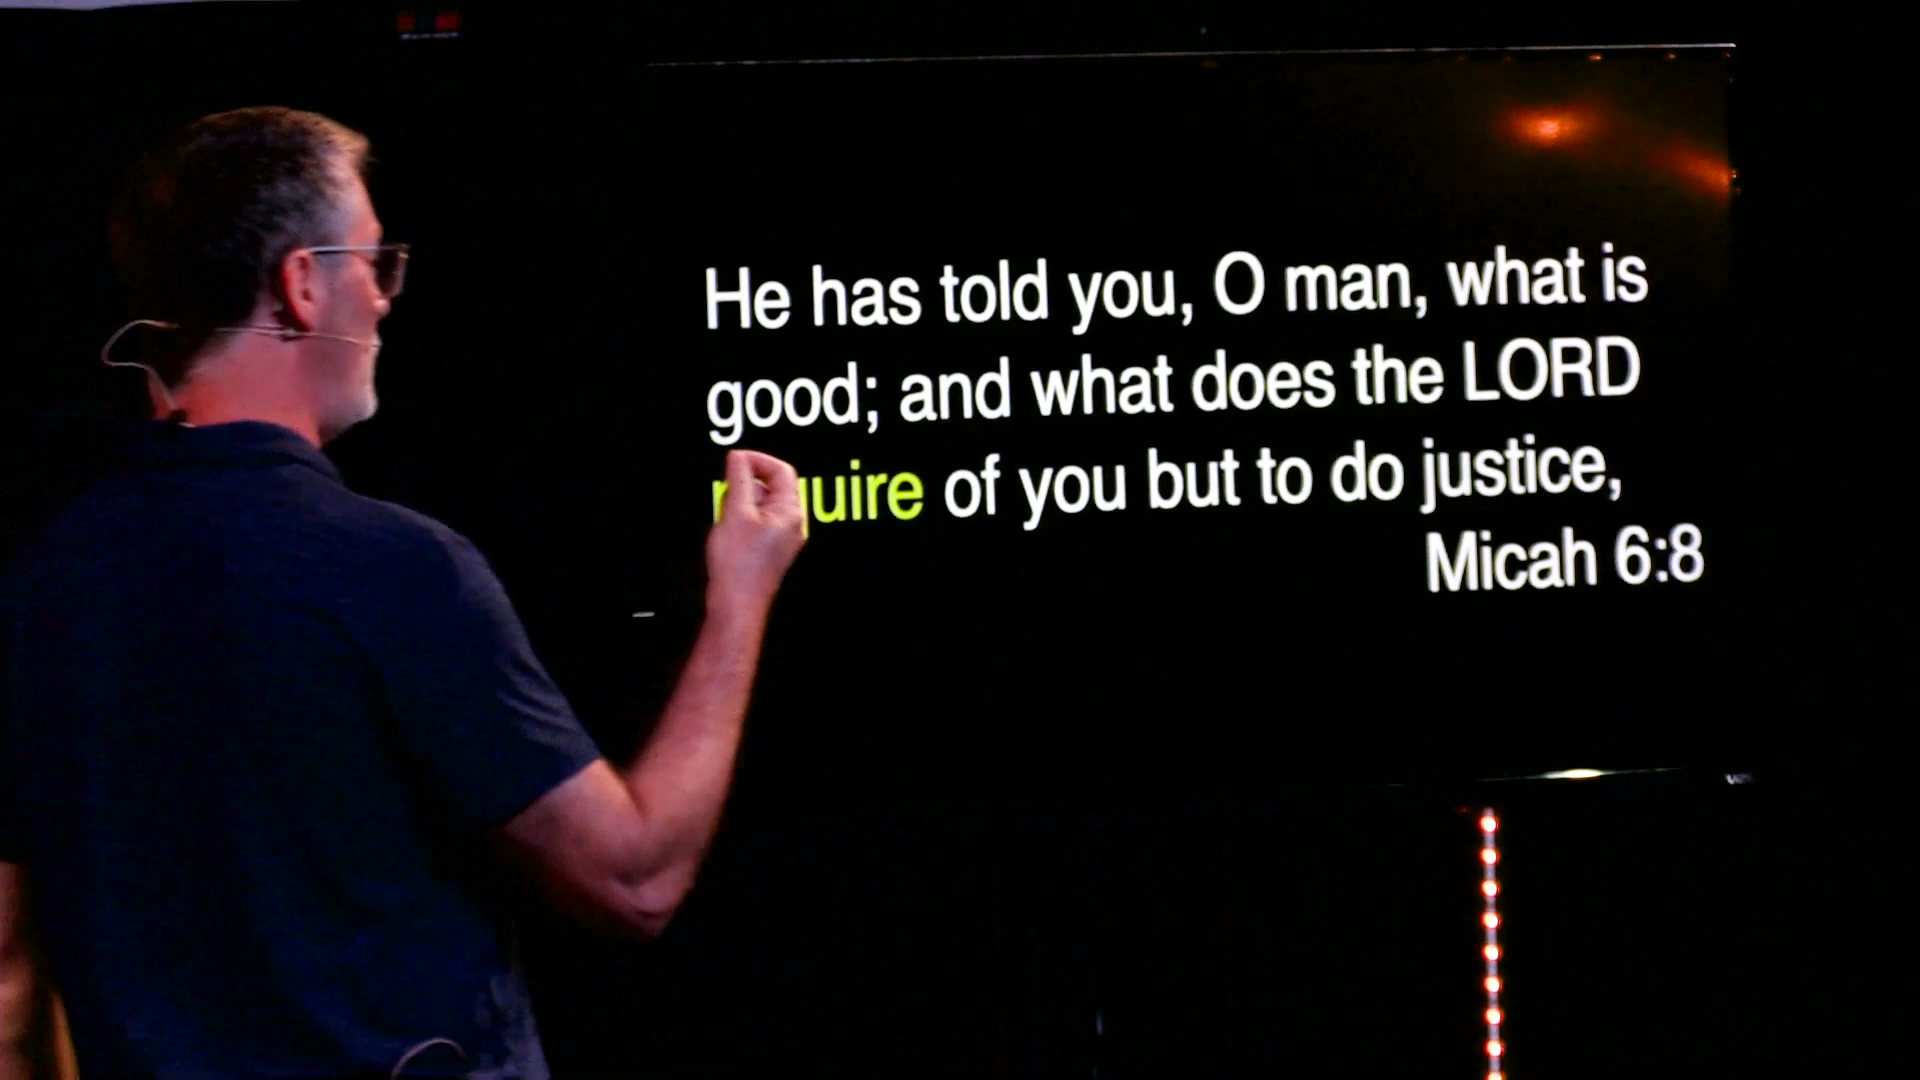 He has told you, O man, what is
good; and what does the LORD
require of you but to do justice,
Micah 6:8